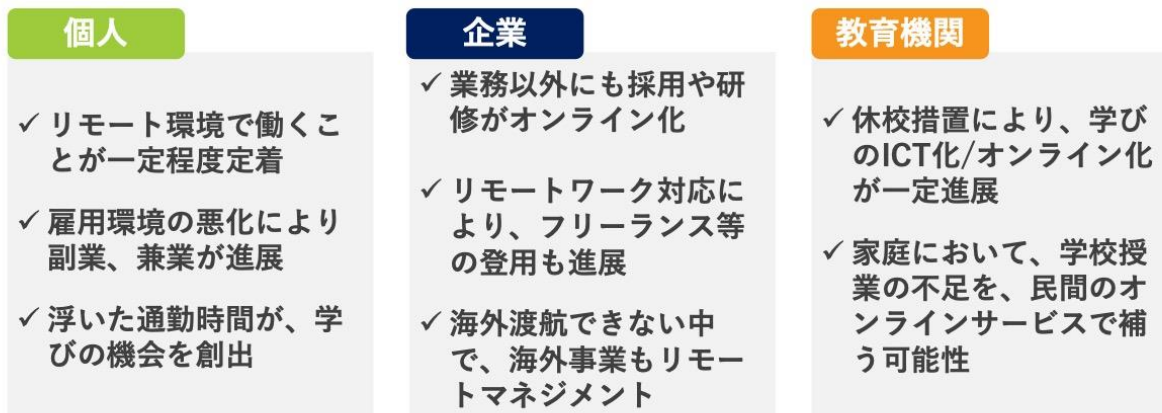 個人
✓ リモート環境で働くこ
とが一定程度定着
✓ 雇用環境の悪化により
副業、兼業が進展
✓ 浮いた通勤時間が、学
びの機会を創出
企業
✓ 業務以外にも採用や研
修がオンライン化
✓ リモートワーク対応に
より、フリーランス等
の登用も進展
✓ 海外渡航できない中
で、海外事業もリモー
トマネジメント
教育機関
✓ 休校措置により、学び
のICT化/オンライン化
が一定進展
✓ 家庭において、学校授
業の不足を、民間のオ
ンラインサービスで補
う可能性